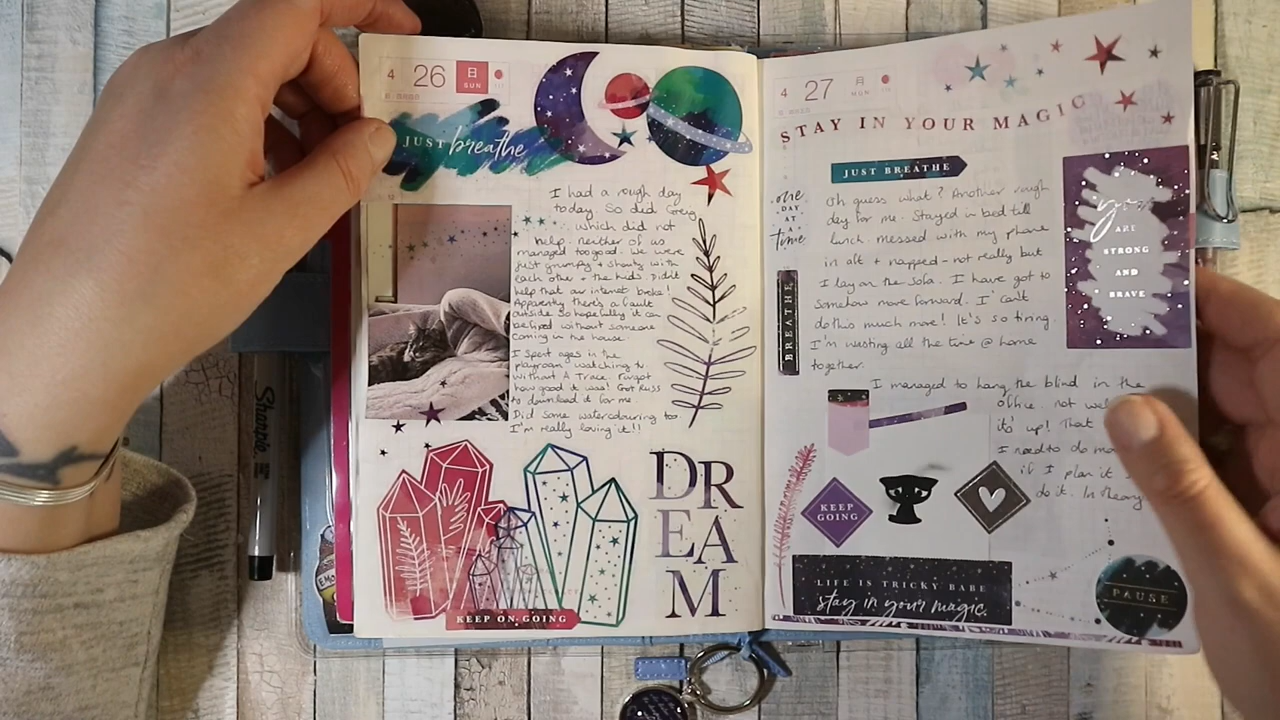 4 26 日
SUN
JUST breathe
I had a rough day
today. So did Greg
which did not
help. neither of us
managed too good. We were
just grumpy + shouty with
each other + the kids. Didn't
help that our internet broke!
Apparently there's a fault
outside so hopefully it can
be fixed without someone
coming in the house.
I spent ages in the
playroom watching
Without A Trace. Forgot
how good it was! Got Russ
to download it for me.
Did some watercolouring too.
I'm really loving it!!
KEEP ON GOING
DREAM
4 27 月
MON
STAY IN YOUR MAGIC
JUST BREATHE
one
DAY
AT
A
time
BREATHE
Oh guess what? Another rough
day for me. Stayed in bed till
lunch. messed with my phone
in alt + napped - not really but
I lay on the sofa. I have got to
somehow move forward. I can't
do this much more! It's so tiring
I'm wasting all the time @ home
together.
you
ARE
STRONG
AND
BRAVE
I managed to hang the blind in the
office. not
it's up! That
I need to do
if I plan it
do it. In theory
KEEP
GOING
LIFE IS TRICKY BABE
stay in your magic.
PAUSE
Sharpie